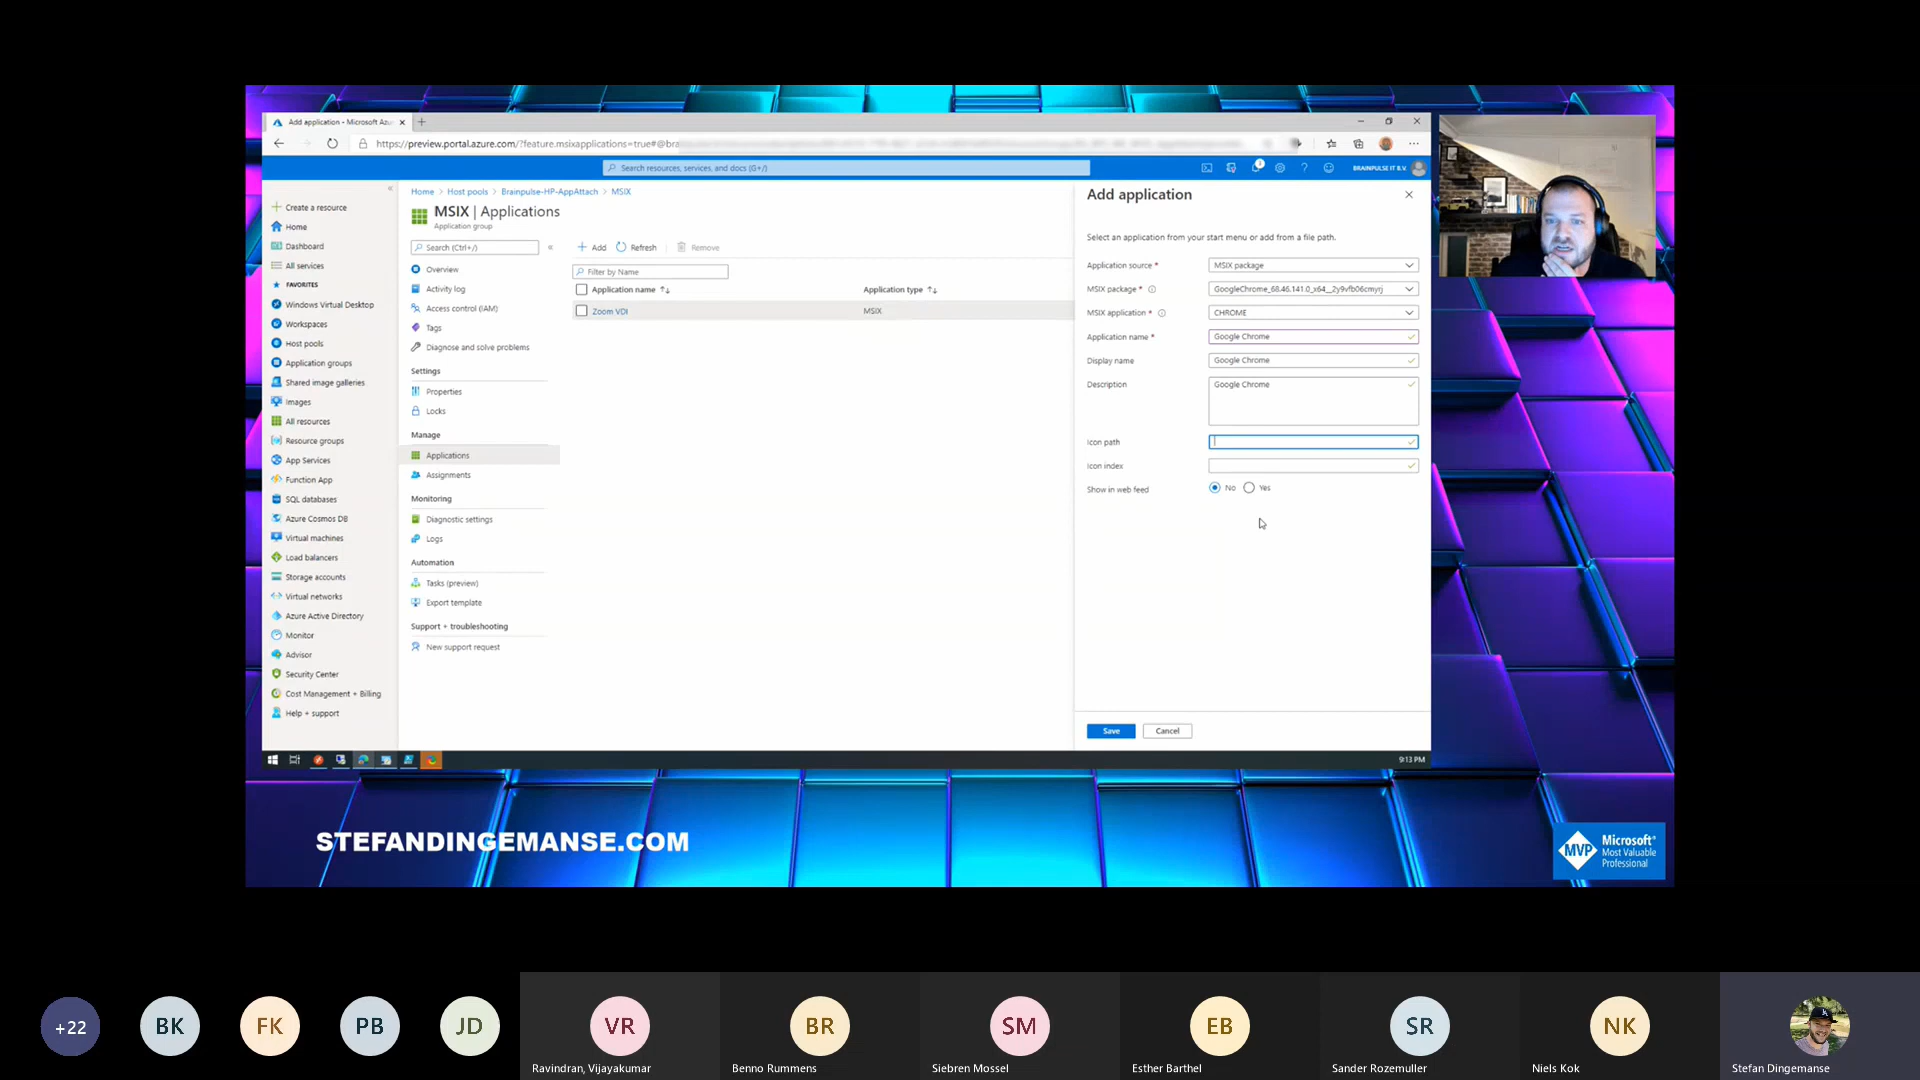 Add application - Microsoft Azu
https://preview.portal.azure.com/?feature.msixapplications=true#@bra
Search resources, services, and docs (G+/)
1
BRAINPULSE IT B.V.
Create a resource
Home
Dashboard
All services
FAVORITES
Windows Virtual Desktop
Workspaces
Host pools
Application groups
Shared image galleries
Images
All resources
Resource groups
App Services
Function App
SQL databases
Azure Cosmos DB
Virtual machines
Load balancers
Storage accounts
Virtual networks
Azure Active Directory
Monitor
Advisor
Security Center
Cost Management + Billing
Help + support
Home > Host pools > Brainpulse-HP-AppAttach > MSIX
MSIX | Applications
Application group
Search (Ctrl+/)
Overview
Activity log
Access control (IAM)
Tags
Diagnose and solve problems
Settings
Properties
Locks
Manage
Applications
Assignments
Monitoring
Diagnostic settings
Logs
Automation
Tasks (preview)
Export template
Support + troubleshooting
New support request
Add Refresh Remove
Filter by Name
Application name Application type
Zoom VDI MSIX
Add application
Select an application from your start menu or add from a file path.
Application source * MSIX package
MSIX package * GoogleChrome_68.46.141.0_x64__2y9vfb06cmyrj
MSIX application * CHROME
Application name * Google Chrome
Display name Google Chrome
Description Google Chrome
Icon path
Icon index
Show in web feed No Yes
Save Cancel
9:13 PM
STEFANDINGEMANSE.COM
MVP
Microsoft®
Most Valuable
Professional
+22
BK
FK
PB
JD
VR
Ravindran, Vijayakumar
BR
Benno Rummens
SM
Siebren Mossel
EB
Esther Barthel
SR
Sander Rozemuller
NK
Niels Kok
Stefan Dingemanse